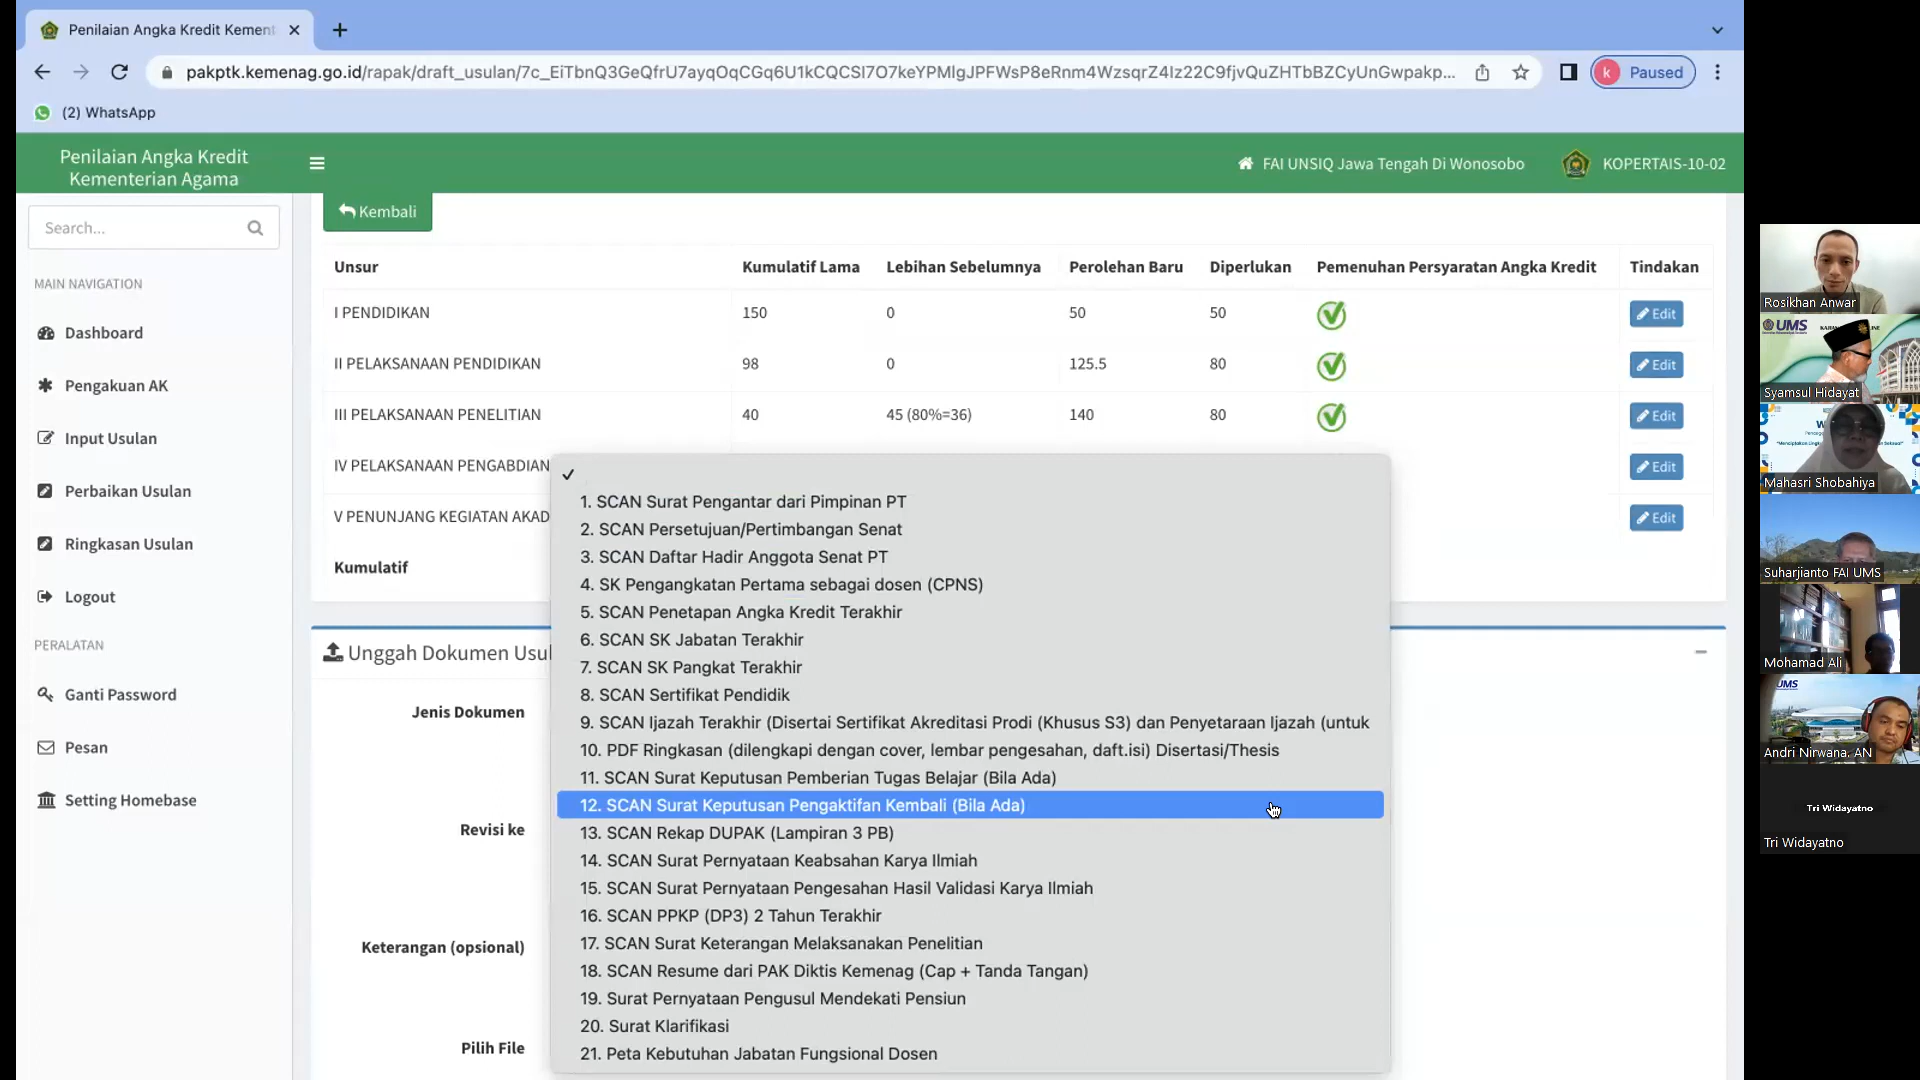 Penilaian Angka Kredit Kement
pakptk.kemenag.go.id/rapak/draft_usulan/7c_EiTbnQ3GeQfrU7ayqOqCGq6U1kCQCSI7O7keYPMlgJPFWsP8eRnm4WzsqrZ4Iz22C9fjvQuZHTbBZCyUnGwpakp...
Paused
(2) WhatsApp
Penilaian Angka Kredit
Kementerian Agama
FAI UNSIQ Jawa Tengah Di Wonosobo
KOPERTAIS-10-02
Search...
MAIN NAVIGATION
Dashboard
Pengakuan AK
Input Usulan
Perbaikan Usulan
Ringkasan Usulan
Logout
PERALATAN
Ganti Password
Pesan
Setting Homebase
Kembali
Unsur Kumulatif Lama Lebihan Sebelumnya Perolehan Baru Diperlukan Pemenuhan Persyaratan Angka Kredit Tindakan
I PENDIDIKAN 150 0 50 50 Edit
II PELAKSANAAN PENDIDIKAN 98 0 125.5 80 Edit
III PELAKSANAAN PENELITIAN 40 45 (80%=36) 140 80 Edit
IV PELAKSANAAN PENGABDIAN Edit
V PENUNJANG KEGIATAN AKAD Edit
Kumulatif
Unggah Dokumen Usul
Jenis Dokumen
Revisi ke
Keterangan (opsional)
Pilih File
1. SCAN Surat Pengantar dari Pimpinan PT
2. SCAN Persetujuan/Pertimbangan Senat
3. SCAN Daftar Hadir Anggota Senat PT
4. SK Pengangkatan Pertama sebagai dosen (CPNS)
5. SCAN Penetapan Angka Kredit Terakhir
6. SCAN SK Jabatan Terakhir
7. SCAN SK Pangkat Terakhir
8. SCAN Sertifikat Pendidik
9. SCAN Ijazah Terakhir (Disertai Sertifikat Akreditasi Prodi (Khusus S3) dan Penyetaraan Ijazah (untuk
10. PDF Ringkasan (dilengkapi dengan cover, lembar pengesahan, daft.isi) Disertasi/Thesis
11. SCAN Surat Keputusan Pemberian Tugas Belajar (Bila Ada)
12. SCAN Surat Keputusan Pengaktifan Kembali (Bila Ada)
13. SCAN Rekap DUPAK (Lampiran 3 PB)
14. SCAN Surat Pernyataan Keabsahan Karya Ilmiah
15. SCAN Surat Pernyataan Pengesahan Hasil Validasi Karya Ilmiah
16. SCAN PPKP (DP3) 2 Tahun Terakhir
17. SCAN Surat Keterangan Melaksanakan Penelitian
18. SCAN Resume dari PAK Diktis Kemenag (Cap + Tanda Tangan)
19. Surat Pernyataan Pengusul Mendekati Pensiun
20. Surat Klarifikasi
21. Peta Kebutuhan Jabatan Fungsional Dosen
Rosikhan Anwar
UMS
Syamsul Hidayat
Mahasri Shobahiya
Suharjianto FAI UMS
Mohamad Ali
UMS
Andri Nirwana. AN
Tri Widayatno
Tri Widayatno